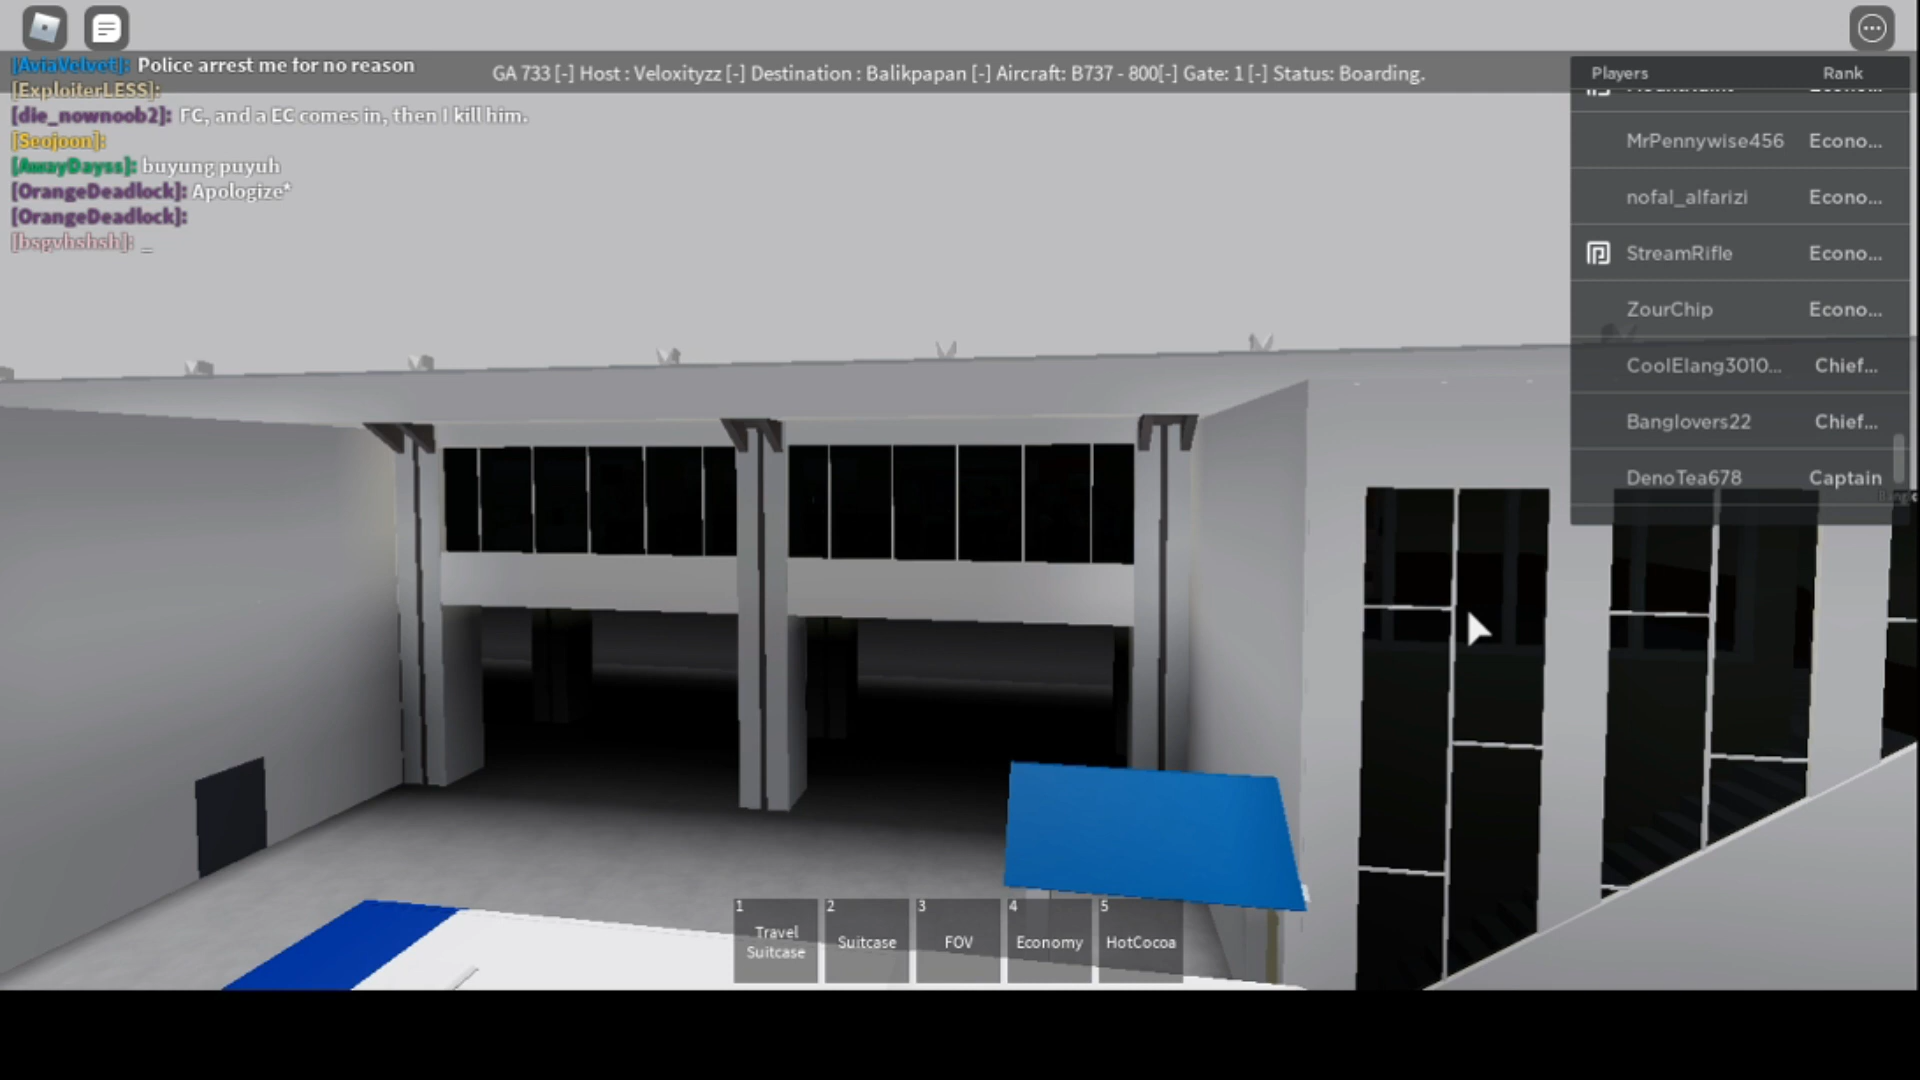 [AviaVelvet]: Police arrest me for no reason
GA 733 [-] Host : Veloxityzz [-] Destination : Balikpapan [-] Aircraft: B737 - 800[-] Gate: 1 [-] Status: Boarding.
[ExploiterLESS]:
[die_nownoob2]: FC, and a EC comes in, then I kill him.
[Seojoon]:
[AwayDayss]: buyung puyuh
[OrangeDeadlock]: Apologize*
[OrangeDeadlock]:
[bsgvhshsh]: _
Players Rank
MrPennywise456 Econo...
nofal_alfarizi Econo...
StreamRifle Econo...
ZourChip Econo...
CoolElang3010... Chief...
Banglovers22 Chief...
DenoTea678 Captain
1 Travel Suitcase
2 Suitcase
3 FOV
4 Economy
5 HotCocoa